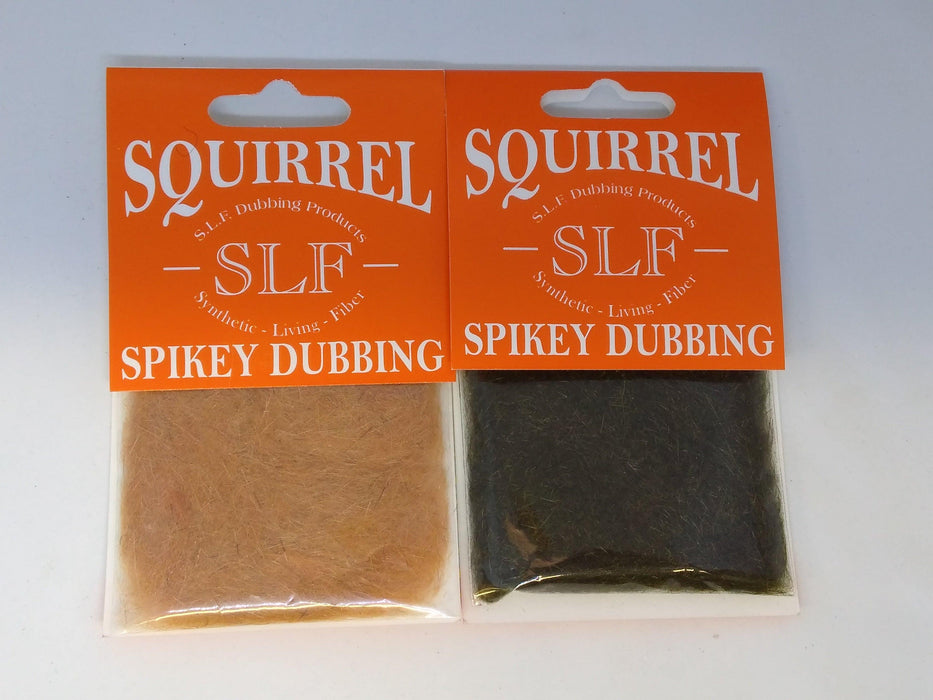 SQUIRREL
S.L.F. Dubbing Products
— SLF —
Synthetic - Living - Fiber
SPIKEY DUBBING
SQUIRREL
S.L.F. Dubbing Products
— SLF —
Synthetic - Living - Fiber
SPIKEY DUBBING